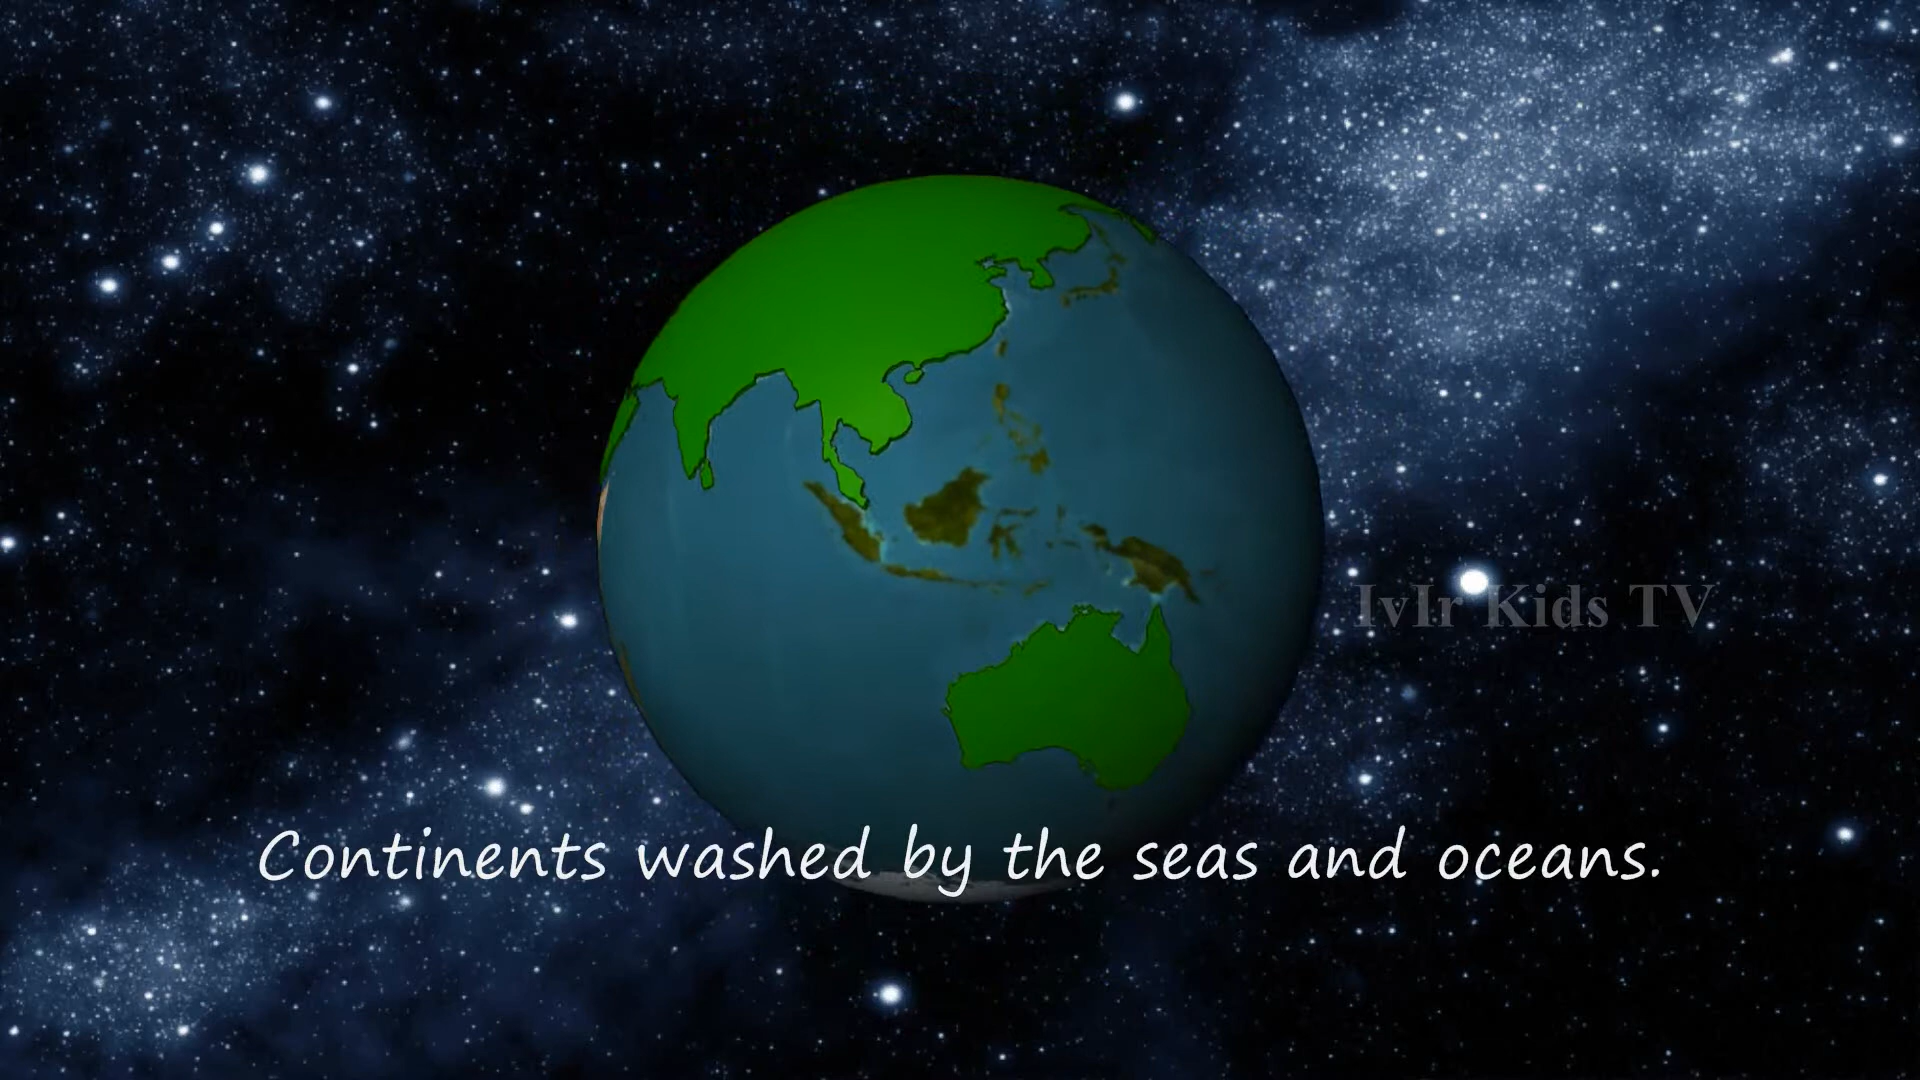 IvIr Kids TV
Continents washed by the seas and oceans.